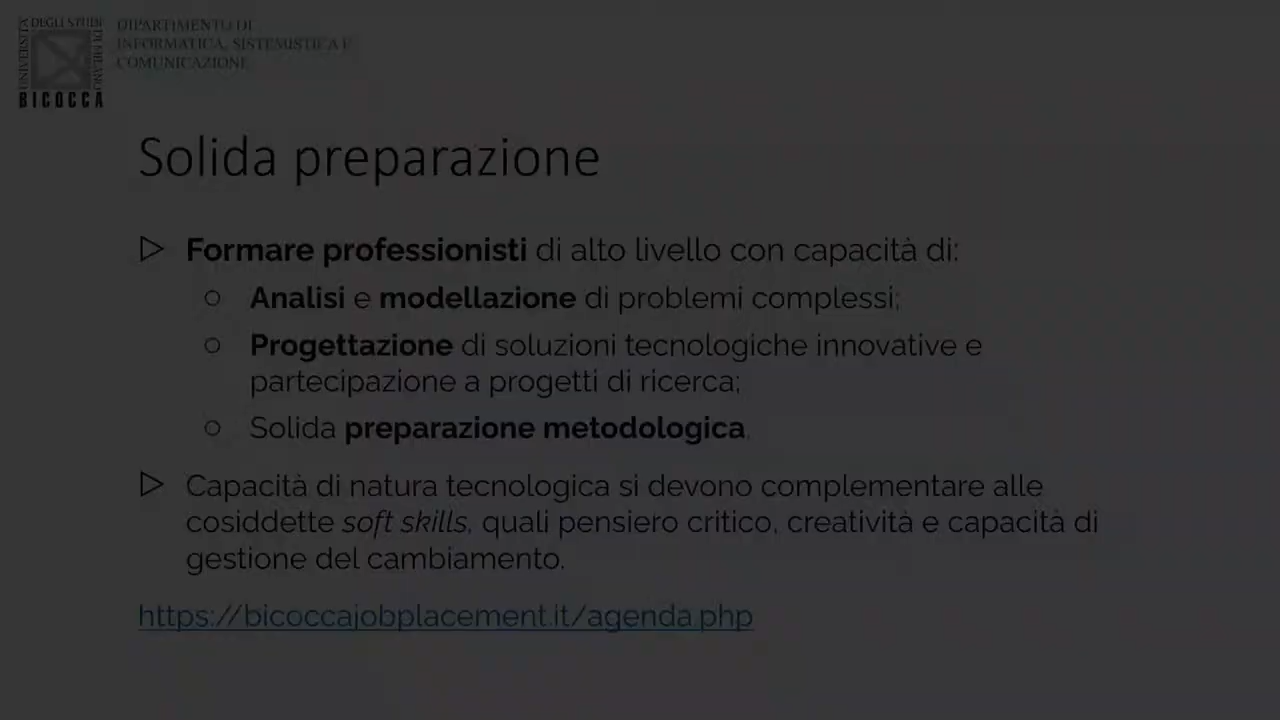 DEGLI STUDI
UNIVERSITÀ
DI MILANO
BICOCCA
DIPARTIMENTO DI
INFORMATICA, SISTEMISTICA E
COMUNICAZIONE
Solida preparazione
Formare professionisti di alto livello con capacità di:
Analisi e modellazione di problemi complessi;
Progettazione di soluzioni tecnologiche innovative e
partecipazione a progetti di ricerca;
Solida preparazione metodologica.
Capacità di natura tecnologica si devono complementare alle
cosiddette soft skills, quali pensiero critico, creatività e capacità di
gestione del cambiamento.
https://bicoccajobplacement.it/agenda.php